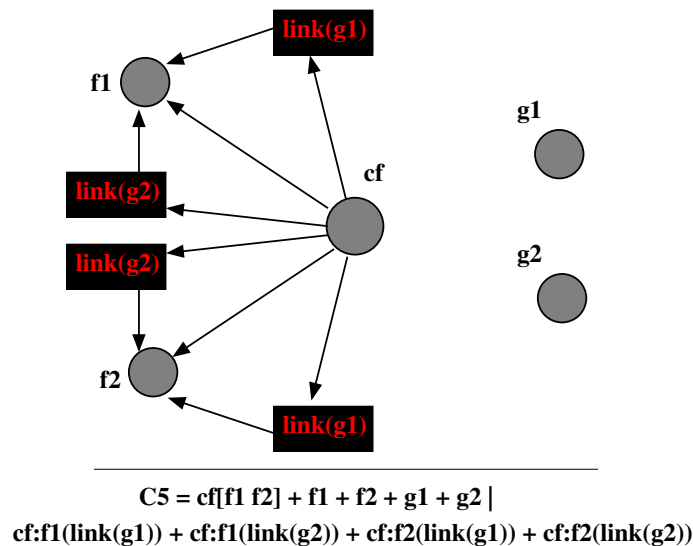 link(g1)
f1
g1
cf
link(g2)
link(g2)
g2
f2
link(g1)
C5 = cf[f1 f2] + f1 + f2 + g1 + g2 |
cf:f1(link(g1)) + cf:f1(link(g2)) + cf:f2(link(g1)) + cf:f2(link(g2))